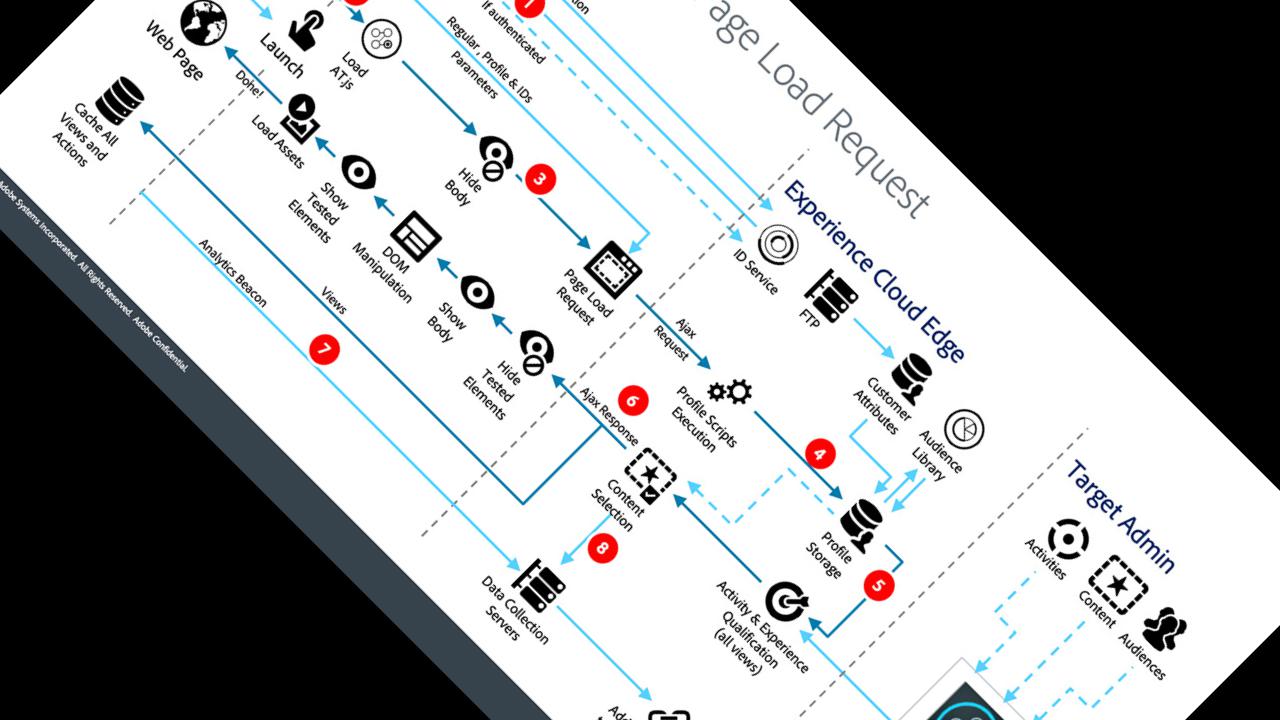 age Load Request
Experience Cloud Edge
Target Admin
If authenticated
Regular, Profile & IDs
Parameters
Web Page
Launch
Load
AT.js
Done!
Load Assets
Cache All
Views and
Actions
Show
Tested
Elements
DOM
Manipulation
Show
Body
Hide
Tested
Elements
Hide
Body
3
Page Load
Request
Ajax
Request
ID Service
FTP
Customer
Attributes
Audience
Library
Profile Scripts
Execution
4
Profile
Storage
5
Activity & Experience
Qualification
(all views)
Content
Selection
6
Ajax Response
Views
Analytics Beacon
7
8
Data Collection
Servers
Activities
Content
Audiences
Adobe Systems Incorporated. All Rights Reserved. Adobe Confidential.